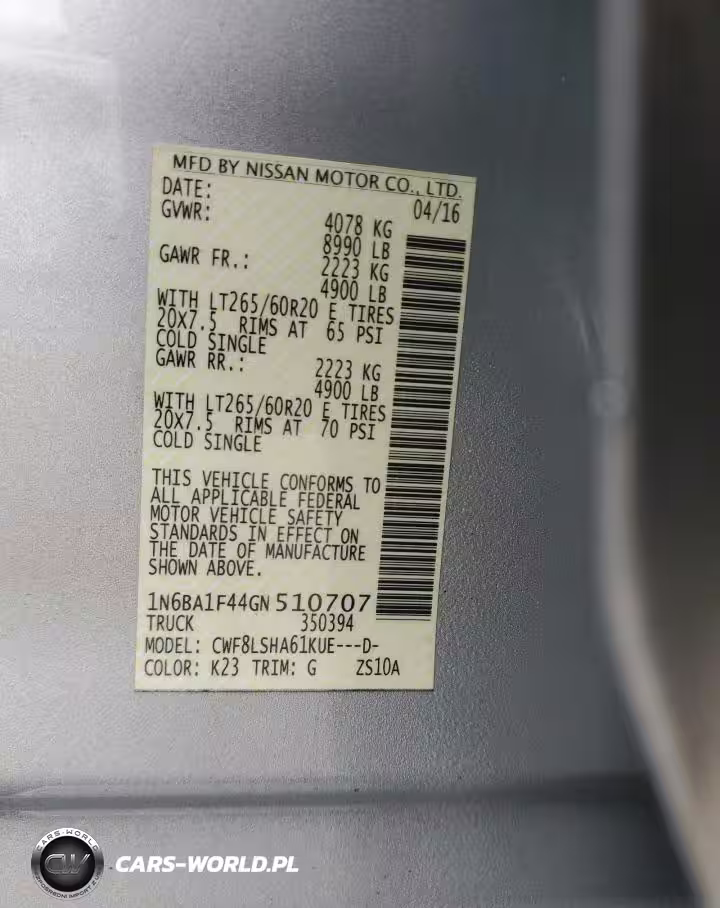 MFD BY NISSAN MOTOR CO., LTD.
DATE: 04/16
GVWR: 4078 KG
8990 LB
GAWR FR.: 2223 KG
4900 LB
WITH LT265/60R20 E TIRES
20X7.5 RIMS AT 65 PSI
COLD SINGLE
GAWR RR.: 2223 KG
4900 LB
WITH LT265/60R20 E TIRES
20X7.5 RIMS AT 70 PSI
COLD SINGLE
THIS VEHICLE CONFORMS TO
ALL APPLICABLE FEDERAL
MOTOR VEHICLE SAFETY
STANDARDS IN EFFECT ON
THE DATE OF MANUFACTURE
SHOWN ABOVE.
1N6BA1F44GN510707
TRUCK 350394
MODEL: CWF8LSHA61KUE---D-
COLOR: K23 TRIM: G ZS10A
CARS-WORLD
CW
CARS-WORLD.PL